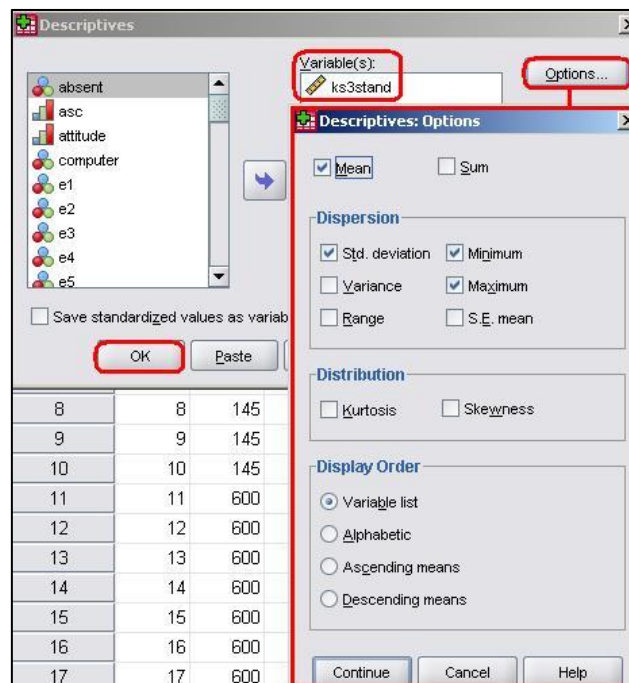 Descriptives
absent
asc
attitude
computer
e1
e2
e3
e4
e5
Variable(s):
ks3stand
Options...
Save standardized values as variab
OK
Paste
8 8 145
9 9 145
10 10 145
11 11 600
12 12 600
13 13 600
14 14 600
15 15 600
16 16 600
17 17 600
Descriptives: Options
Mean Sum
Dispersion
Std. deviation Minimum
Variance Maximum
Range S.E. mean
Distribution
Kurtosis Skewness
Display Order
Variable list
Alphabetic
Ascending means
Descending means
Continue Cancel Help